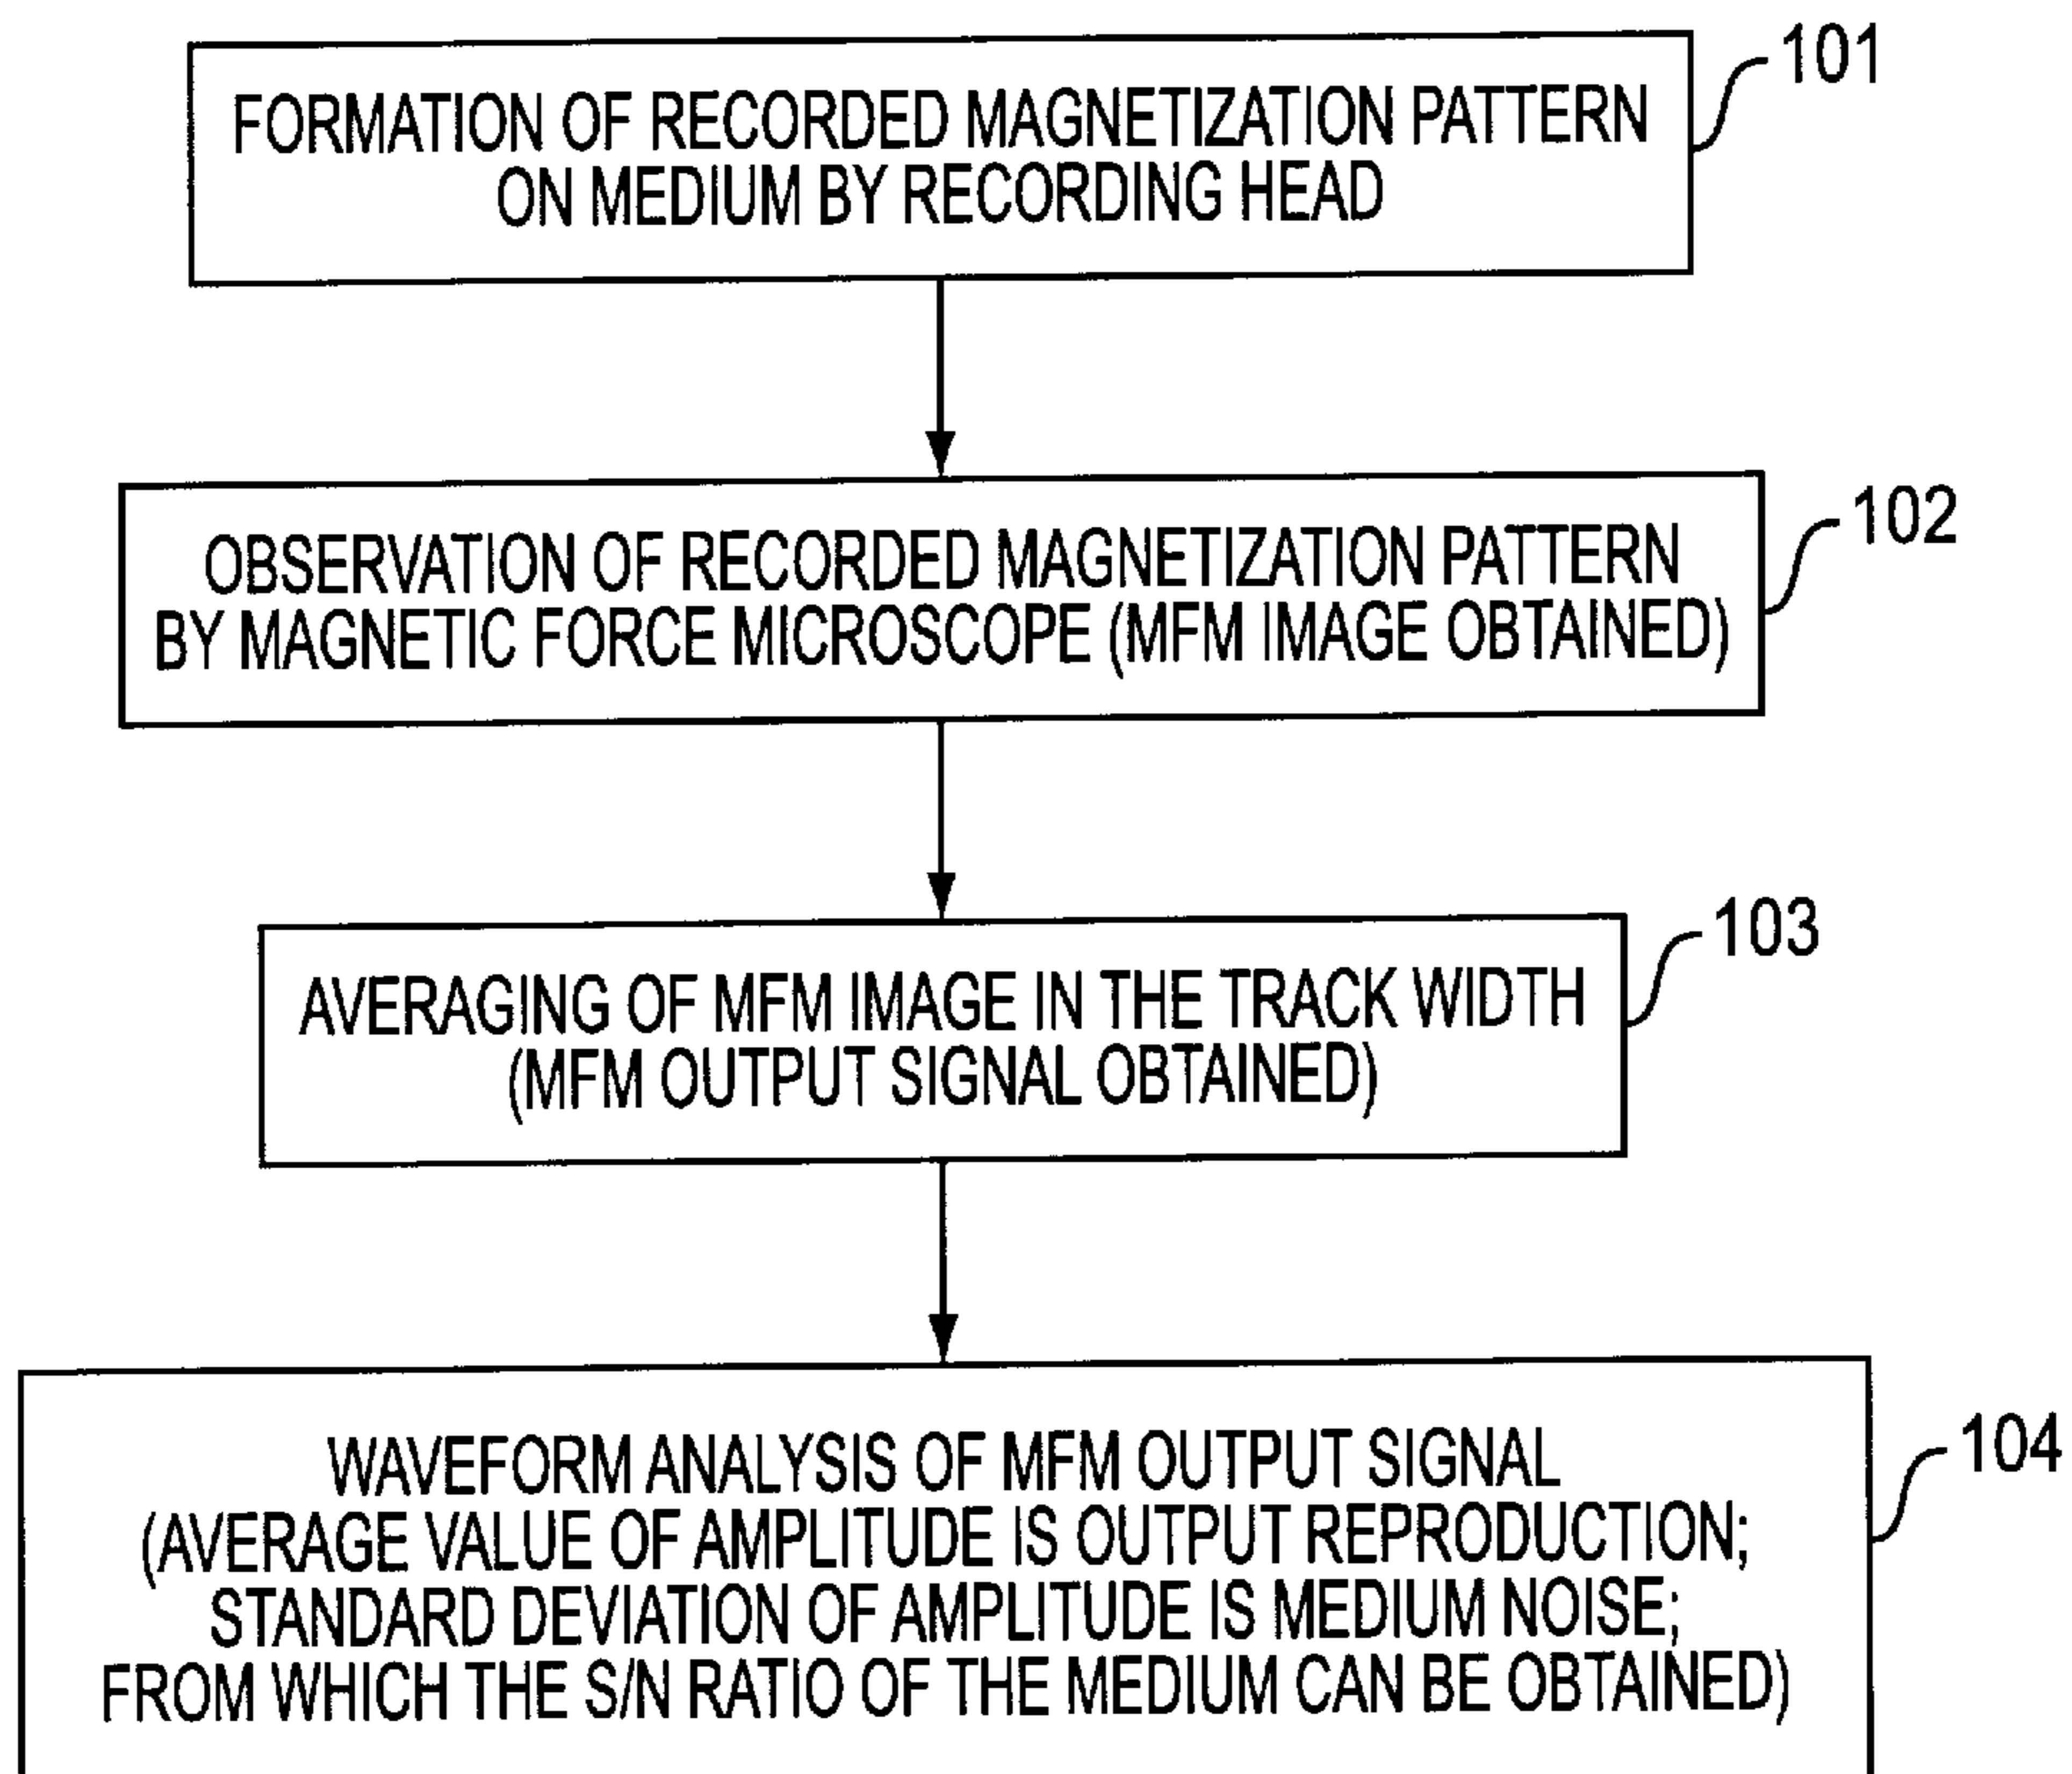 101
FORMATION OF RECORDED MAGNETIZATION PATTERN
ON MEDIUM BY RECORDING HEAD
102
OBSERVATION OF RECORDED MAGNETIZATION PATTERN
BY MAGNETIC FORCE MICROSCOPE (MFM IMAGE OBTAINED)
103
AVERAGING OF MFM IMAGE IN THE TRACK WIDTH
(MFM OUTPUT SIGNAL OBTAINED)
104
WAVEFORM ANALYSIS OF MFM OUTPUT SIGNAL
(AVERAGE VALUE OF AMPLITUDE IS OUTPUT REPRODUCTION;
STANDARD DEVIATION OF AMPLITUDE IS MEDIUM NOISE;
FROM WHICH THE S/N RATIO OF THE MEDIUM CAN BE OBTAINED)